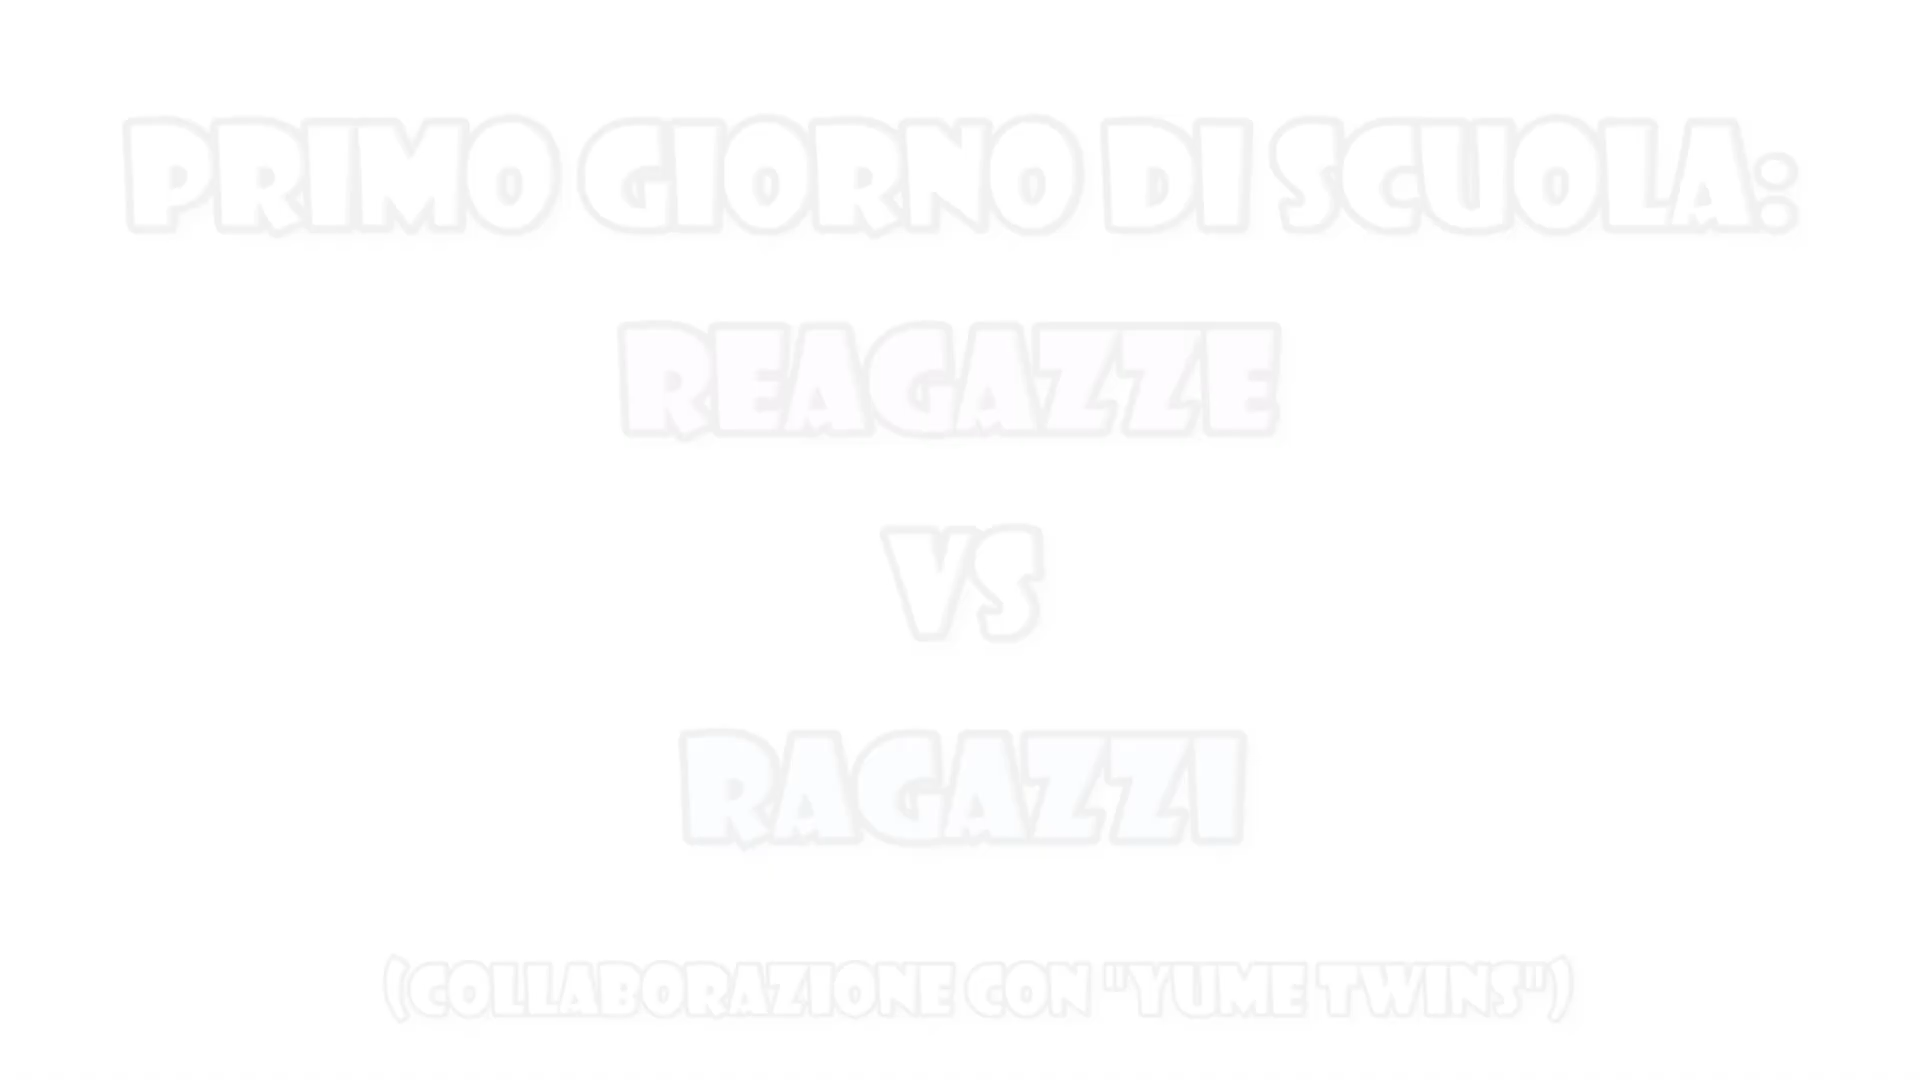 PRIMO GIORNO DI SCUOLA:
REAGAZZE
VS
RAGAZZI
(COLLABORAZIONE CON "YUME TWINS")